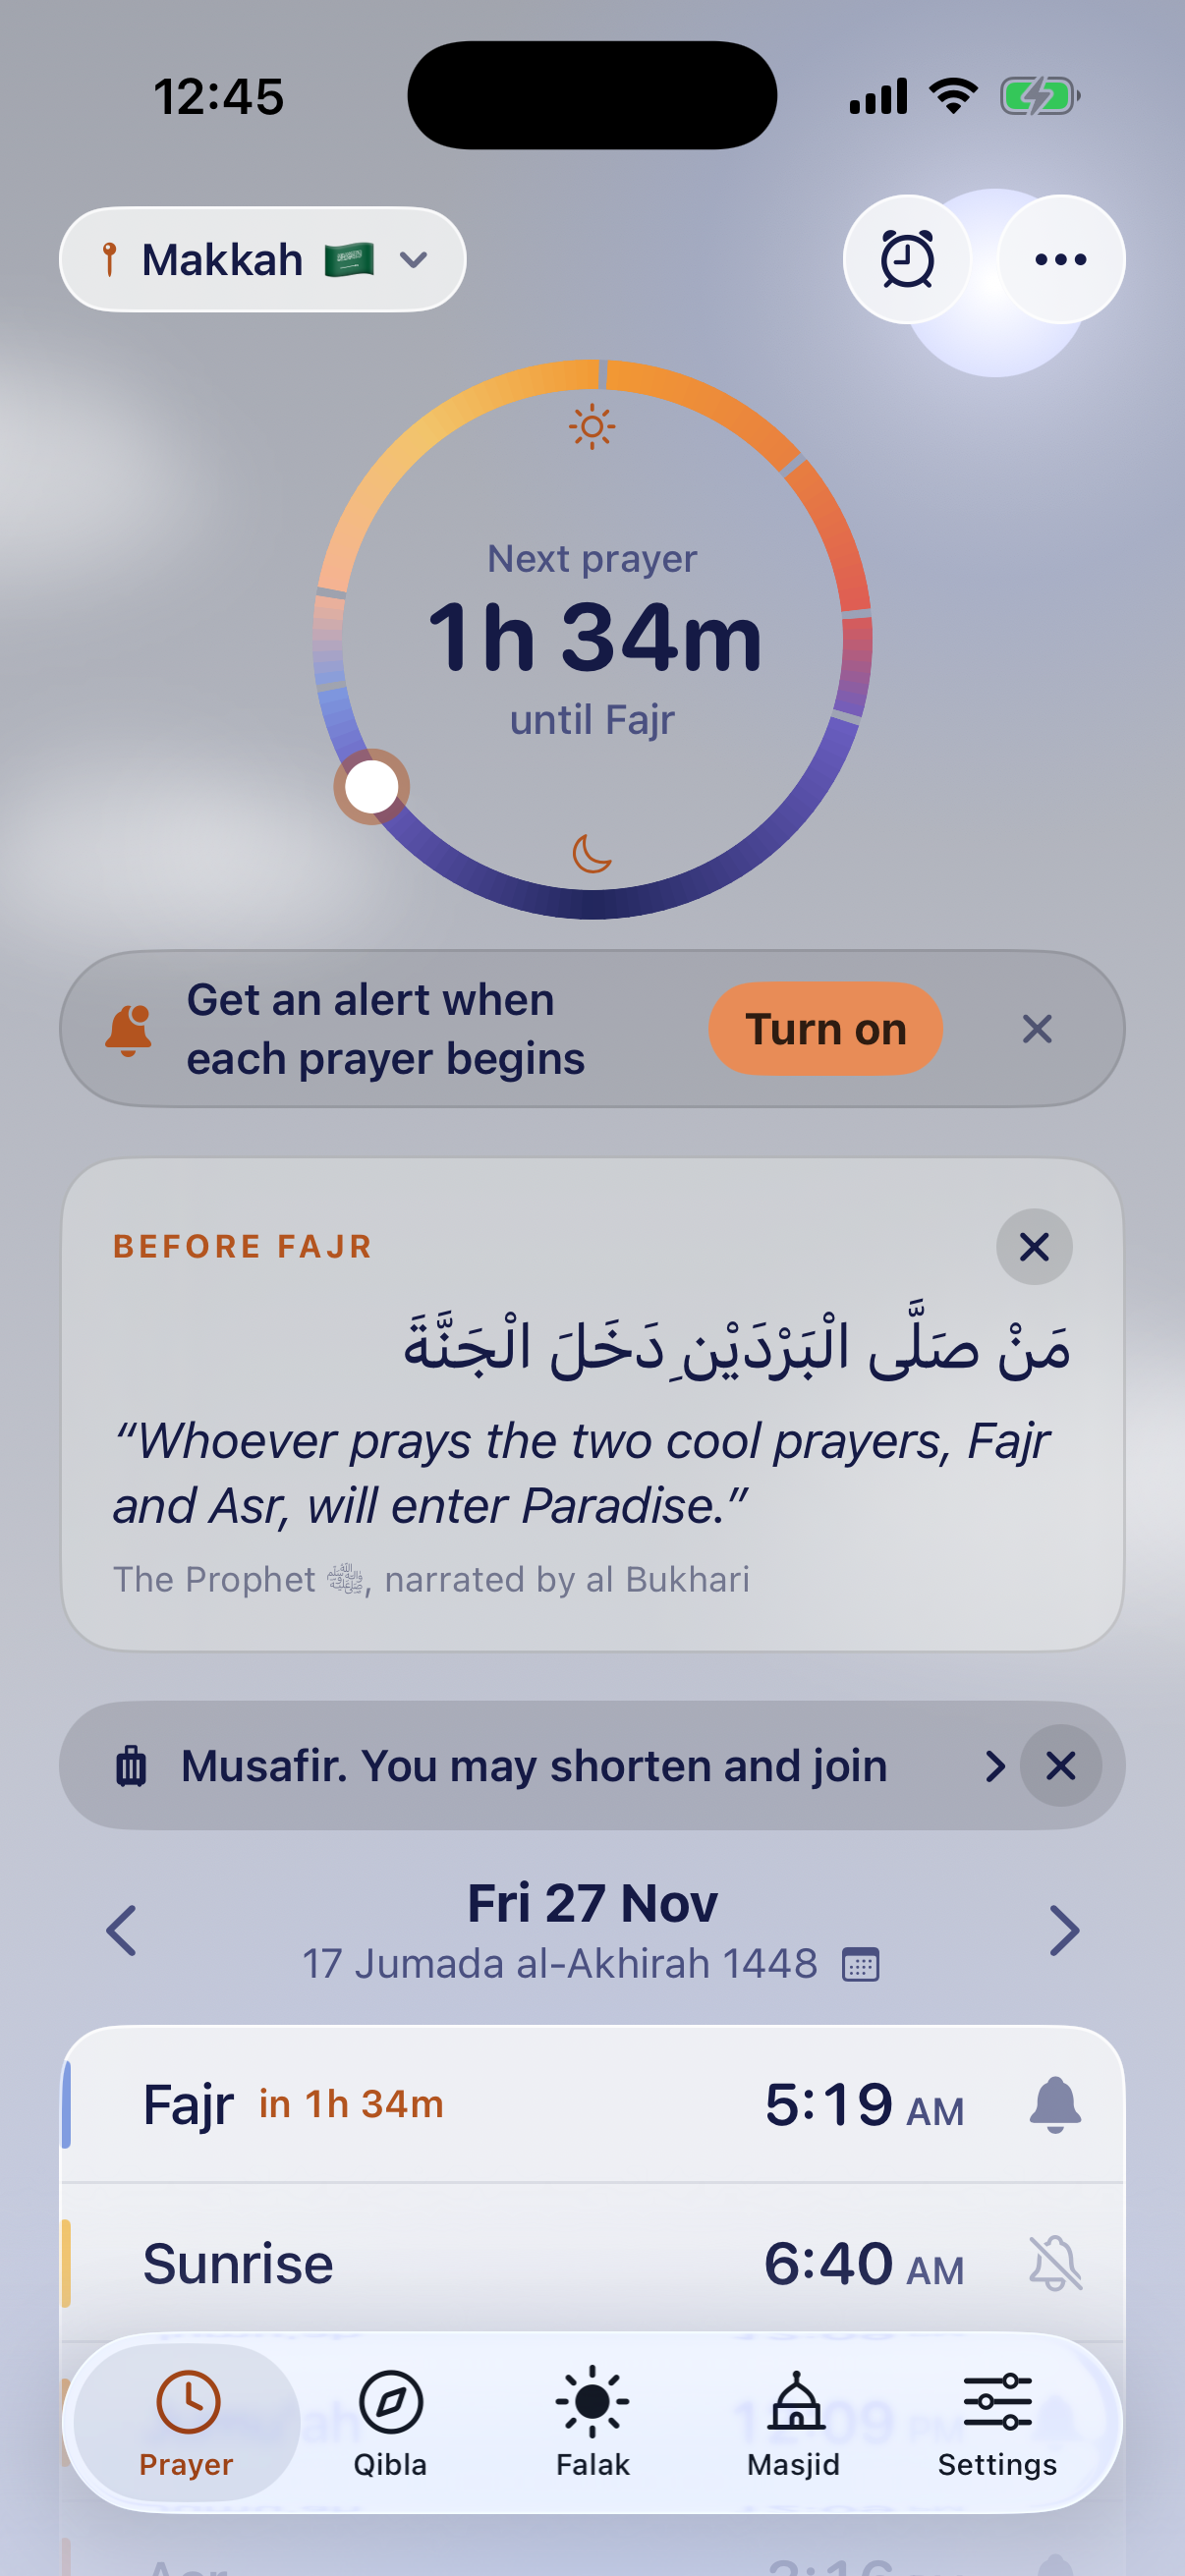 12:45
Makkah
Next prayer
1h 34m
until Fajr
Get an alert when
each prayer begins
Turn on
BEFORE FAJR
مَنْ صَلَّى الْبَرْدَيْنِ دَخَلَ الْجَنَّةَ
“Whoever prays the two cool prayers, Fajr
and Asr, will enter Paradise.”
The Prophet ﷺ, narrated by al Bukhari
Musafir. You may shorten and join
Fri 27 Nov
17 Jumada al-Akhirah 1448
Fajr in 1h 34m 5:19 AM
Sunrise 6:40 AM
Prayer Qibla Falak Masjid Settings